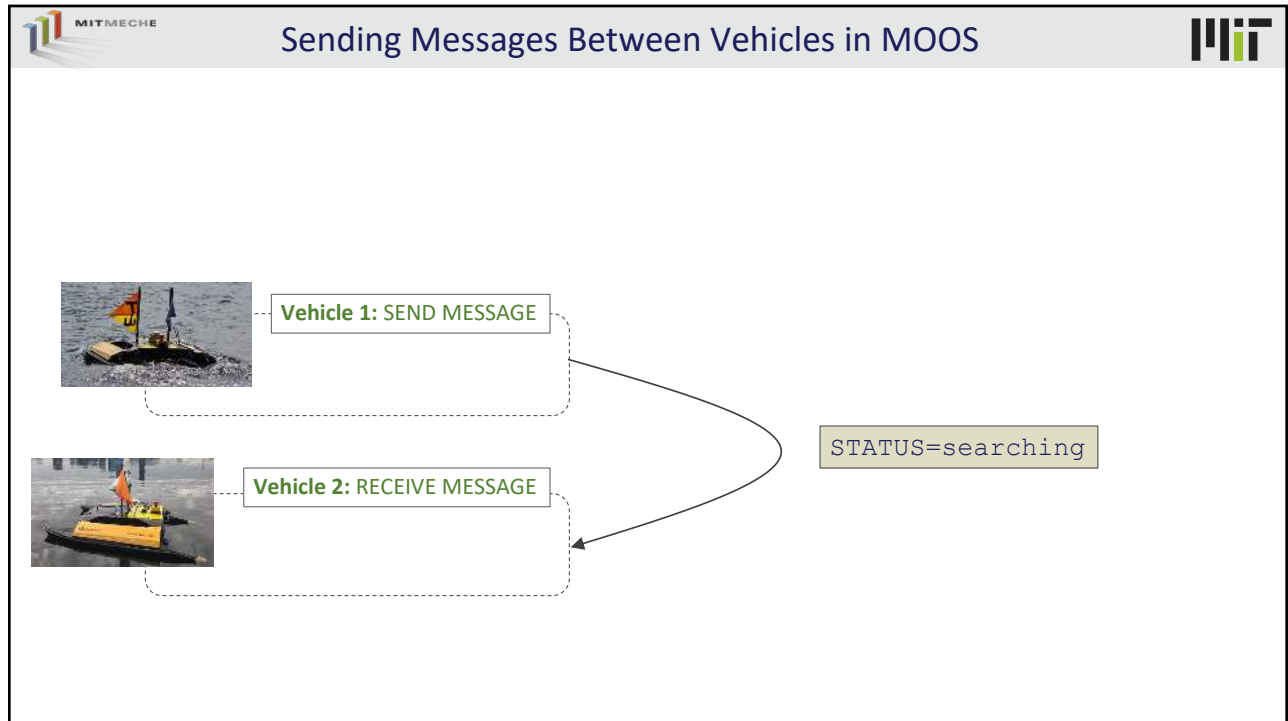 MITMECHE
Sending Messages Between Vehicles in MOOS
MIT
Vehicle 1: SEND MESSAGE
STATUS=searching
Vehicle 2: RECEIVE MESSAGE